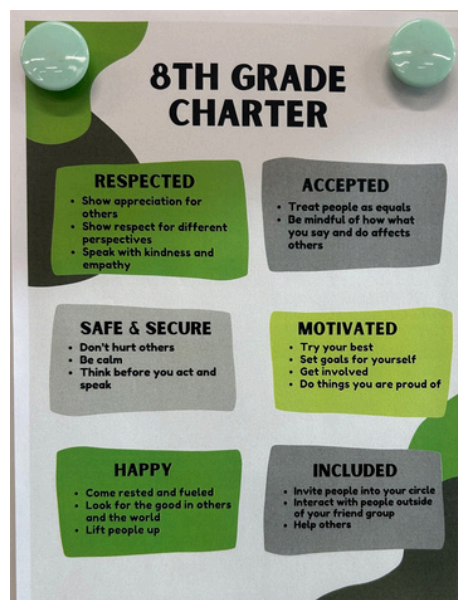 8TH GRADE
CHARTER
RESPECTED
• Show appreciation for
others
• Show respect for different
perspectives
• Speak with kindness and
empathy
ACCEPTED
• Treat people as equals
• Be mindful of how what
you say and do affects
others
SAFE & SECURE
• Don't hurt others
• Be calm
• Think before you act and
speak
MOTIVATED
• Try your best
• Set goals for yourself
• Get involved
• Do things you are proud of
HAPPY
• Come rested and fueled
• Look for the good in others
and the world
• Lift people up
INCLUDED
• Invite people into your circle
• Interact with people outside
of your friend group
• Help others